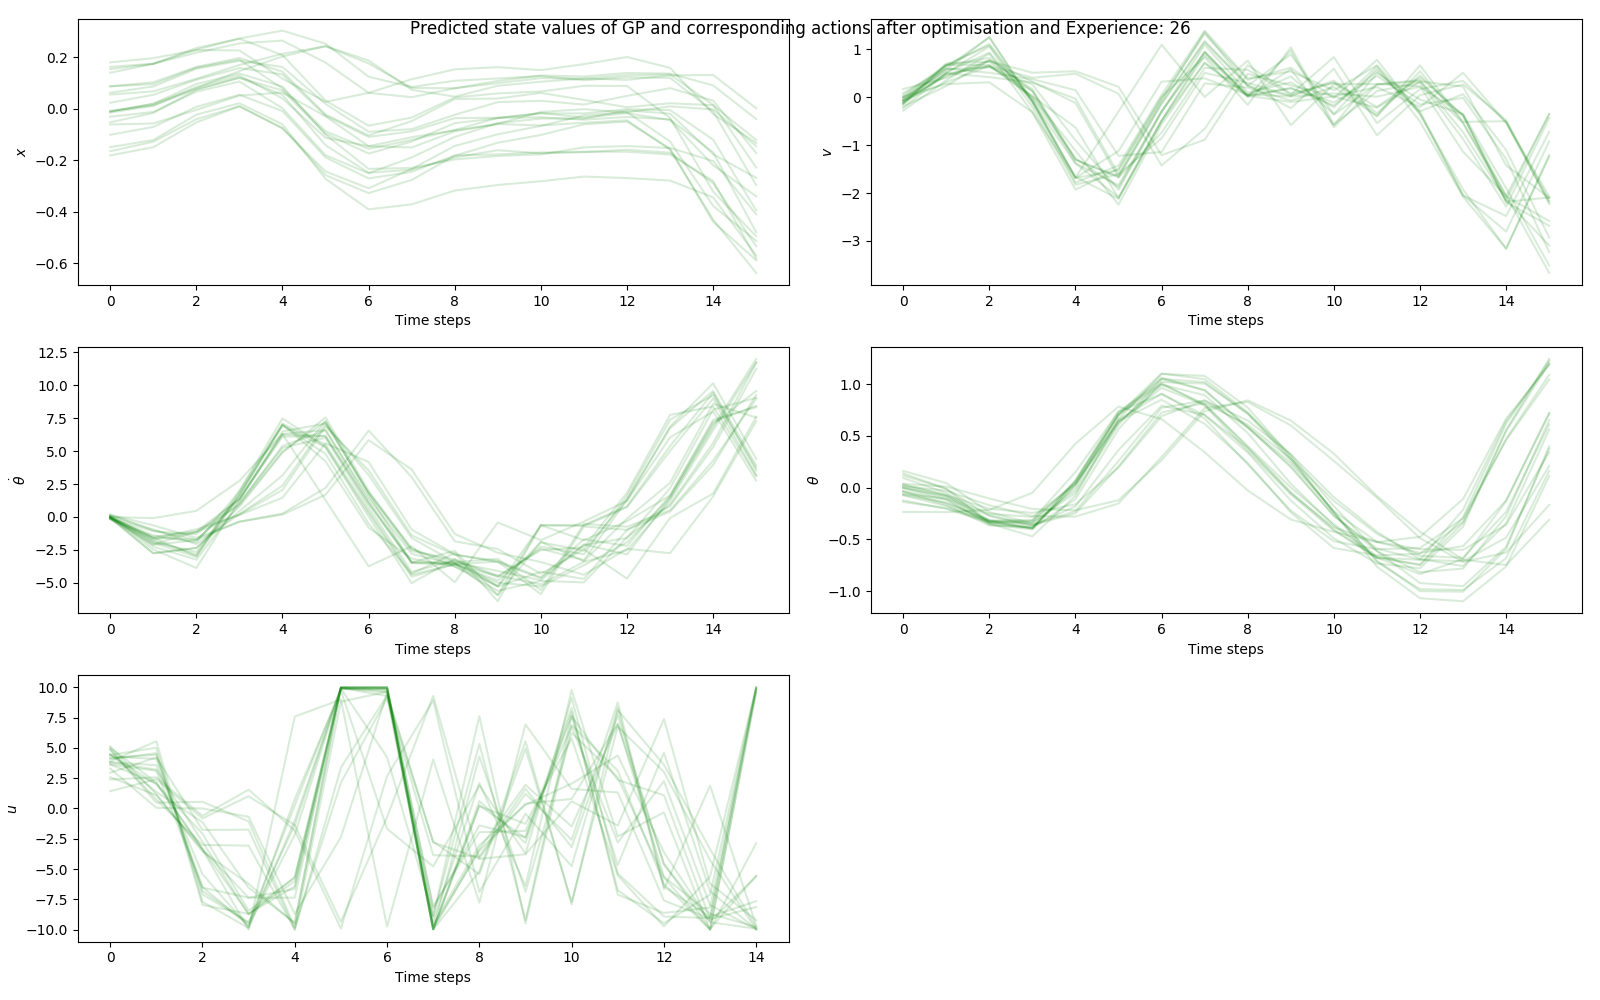 Predicted state values of GP and corresponding actions after optimisation and Experience: 26
0.2
0.0
−0.2
−0.4
−0.6
x
0 2 4 6 8 10 12 14
Time steps
1
0
−1
−2
−3
v
0 2 4 6 8 10 12 14
Time steps
12.5
10.0
7.5
5.0
2.5
0.0
−2.5
−5.0
θ̇
0 2 4 6 8 10 12 14
Time steps
1.0
0.5
0.0
−0.5
−1.0
θ
0 2 4 6 8 10 12 14
Time steps
10.0
7.5
5.0
2.5
0.0
−2.5
−5.0
−7.5
−10.0
u
0 2 4 6 8 10 12 14
Time steps